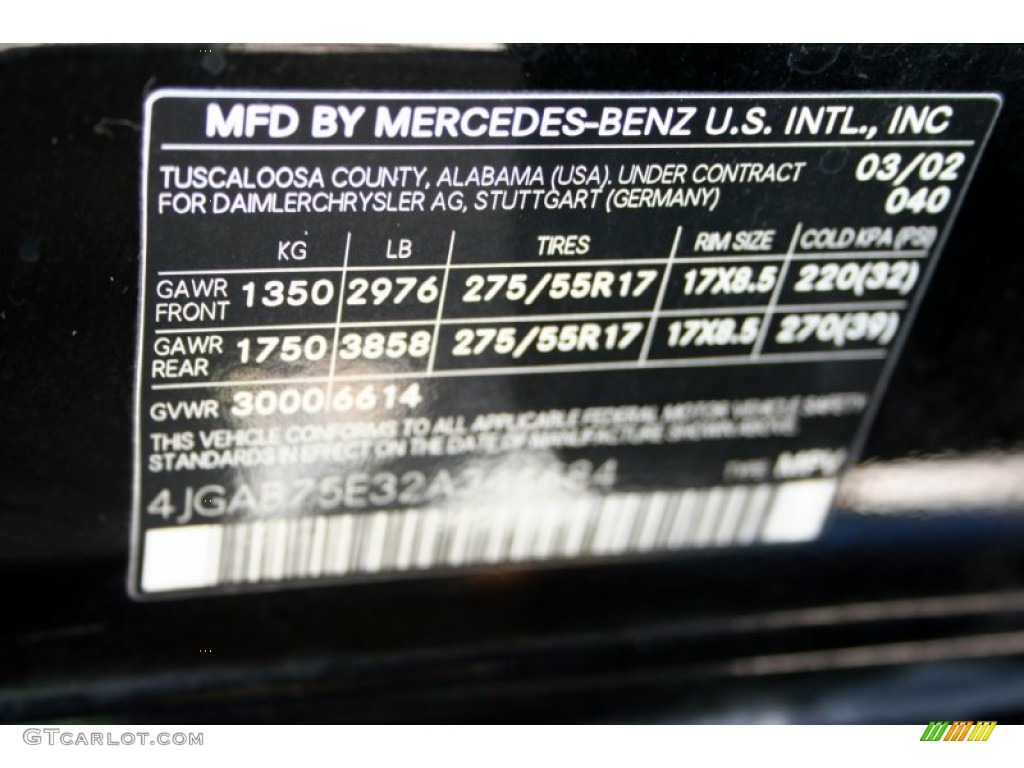 MFD BY MERCEDES-BENZ U.S. INTL., INC
TUSCALOOSA COUNTY, ALABAMA (USA). UNDER CONTRACT 03/02
FOR DAIMLERCHRYSLER AG, STUTTGART (GERMANY) 040
KG LB TIRES RIM SIZE COLD KPA (PSI)
GAWR FRONT 1350 2976 275/55R17 17X8.5 220(32)
GAWR REAR 1750 3858 275/55R17 17X8.5 270(39)
GVWR 3000 6614
THIS VEHICLE CONFORMS TO ALL APPLICABLE FEDERAL MOTOR VEHICLE SAFETY
STANDARDS IN EFFECT ON THE DATE OF MANUFACTURE SHOWN ABOVE.
TYPE: MPV
GTCarLot.com